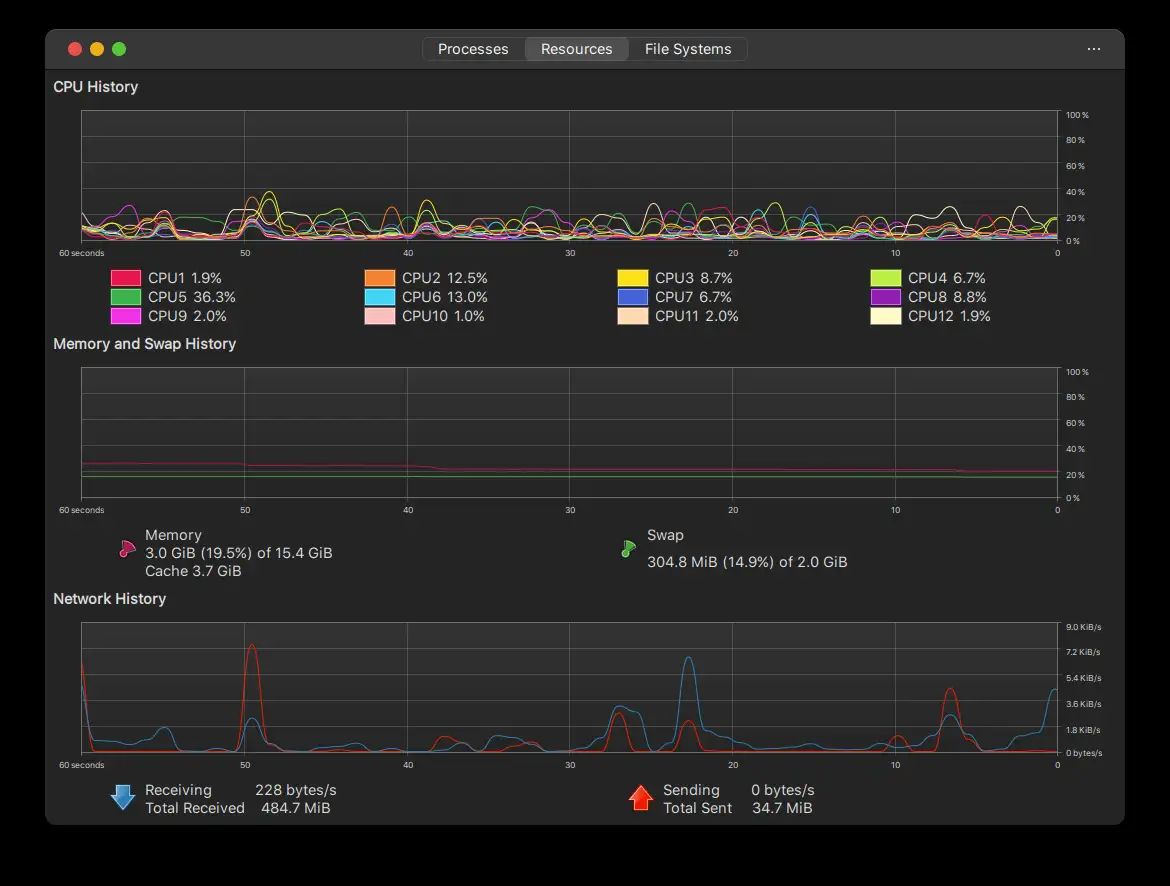 Processes Resources File Systems ...
CPU History
100 %
80 %
60 %
40 %
20 %
0 %
60 seconds 50 40 30 20 10 0
CPU1 1.9% CPU2 12.5% CPU3 8.7% CPU4 6.7%
CPU5 36.3% CPU6 13.0% CPU7 6.7% CPU8 8.8%
CPU9 2.0% CPU10 1.0% CPU11 2.0% CPU12 1.9%
Memory and Swap History
100 %
80 %
60 %
40 %
20 %
0 %
60 seconds 50 40 30 20 10 0
Memory
3.0 GiB (19.5%) of 15.4 GiB
Cache 3.7 GiB
Swap
304.8 MiB (14.9%) of 2.0 GiB
Network History
9.0 KiB/s
7.2 KiB/s
5.4 KiB/s
3.6 KiB/s
1.8 KiB/s
0 bytes/s
60 seconds 50 40 30 20 10 0
Receiving 228 bytes/s
Total Received 484.7 MiB
Sending 0 bytes/s
Total Sent 34.7 MiB